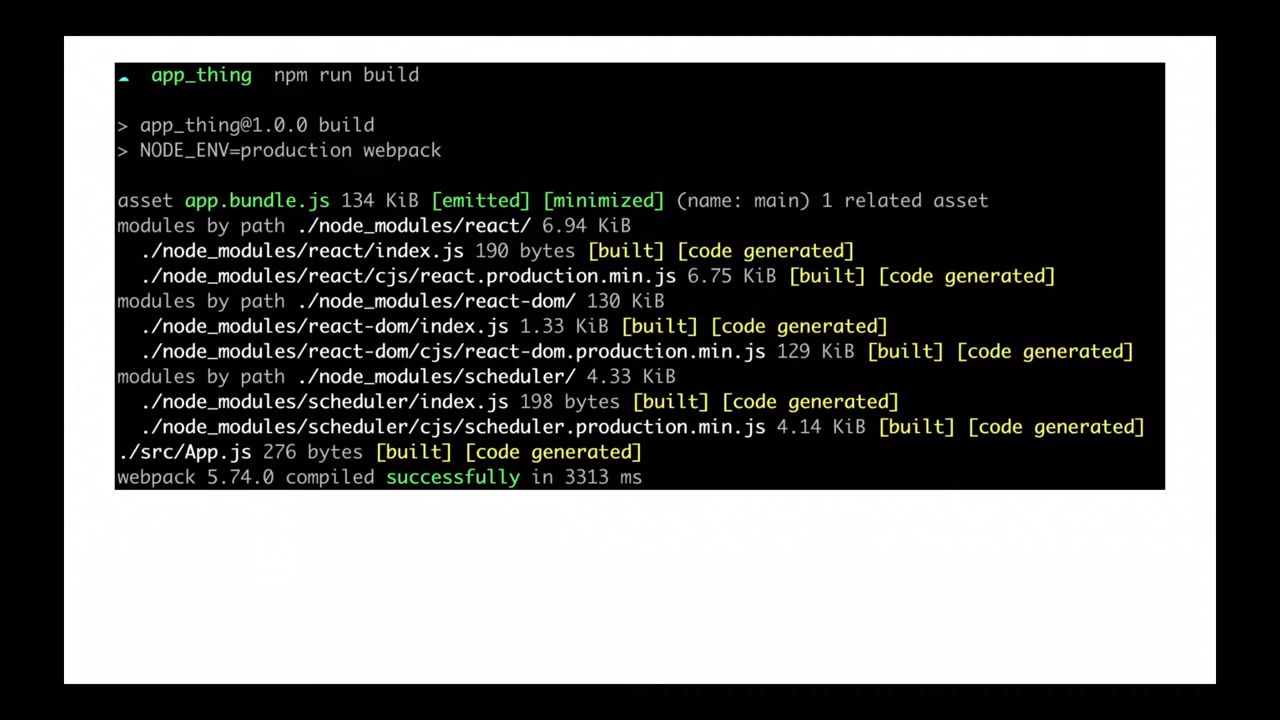 app_thing npm run build
> app_thing@1.0.0 build
> NODE_ENV=production webpack
asset app.bundle.js 134 KiB [emitted] [minimized] (name: main) 1 related asset
modules by path ./node_modules/react/ 6.94 KiB
./node_modules/react/index.js 190 bytes [built] [code generated]
./node_modules/react/cjs/react.production.min.js 6.75 KiB [built] [code generated]
modules by path ./node_modules/react-dom/ 130 KiB
./node_modules/react-dom/index.js 1.33 KiB [built] [code generated]
./node_modules/react-dom/cjs/react-dom.production.min.js 129 KiB [built] [code generated]
modules by path ./node_modules/scheduler/ 4.33 KiB
./node_modules/scheduler/index.js 198 bytes [built] [code generated]
./node_modules/scheduler/cjs/scheduler.production.min.js 4.14 KiB [built] [code generated]
./src/App.js 276 bytes [built] [code generated]
webpack 5.74.0 compiled successfully in 3313 ms